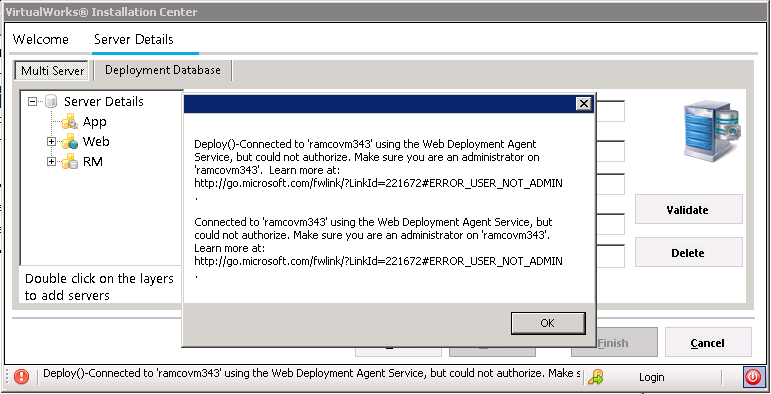 VirtualWorks® Installation Center
Welcome Server Details
Multi Server Deployment Database
Server Details
App
Web
RM
Double click on the layers
to add servers
Deploy()-Connected to 'ramcovm343' using the Web Deployment Agent
Service, but could not authorize. Make sure you are an administrator on
'ramcovm343'. Learn more at:
http://go.microsoft.com/fwlink/?LinkId=221672#ERROR_USER_NOT_ADMIN
.
Connected to 'ramcovm343' using the Web Deployment Agent Service, but
could not authorize. Make sure you are an administrator on 'ramcovm343'.
Learn more at:
http://go.microsoft.com/fwlink/?LinkId=221672#ERROR_USER_NOT_ADMIN
.
OK
Validate
Delete
Finish
Cancel
Deploy()-Connected to 'ramcovm343' using the Web Deployment Agent Service, but could not authorize. Make s
Login